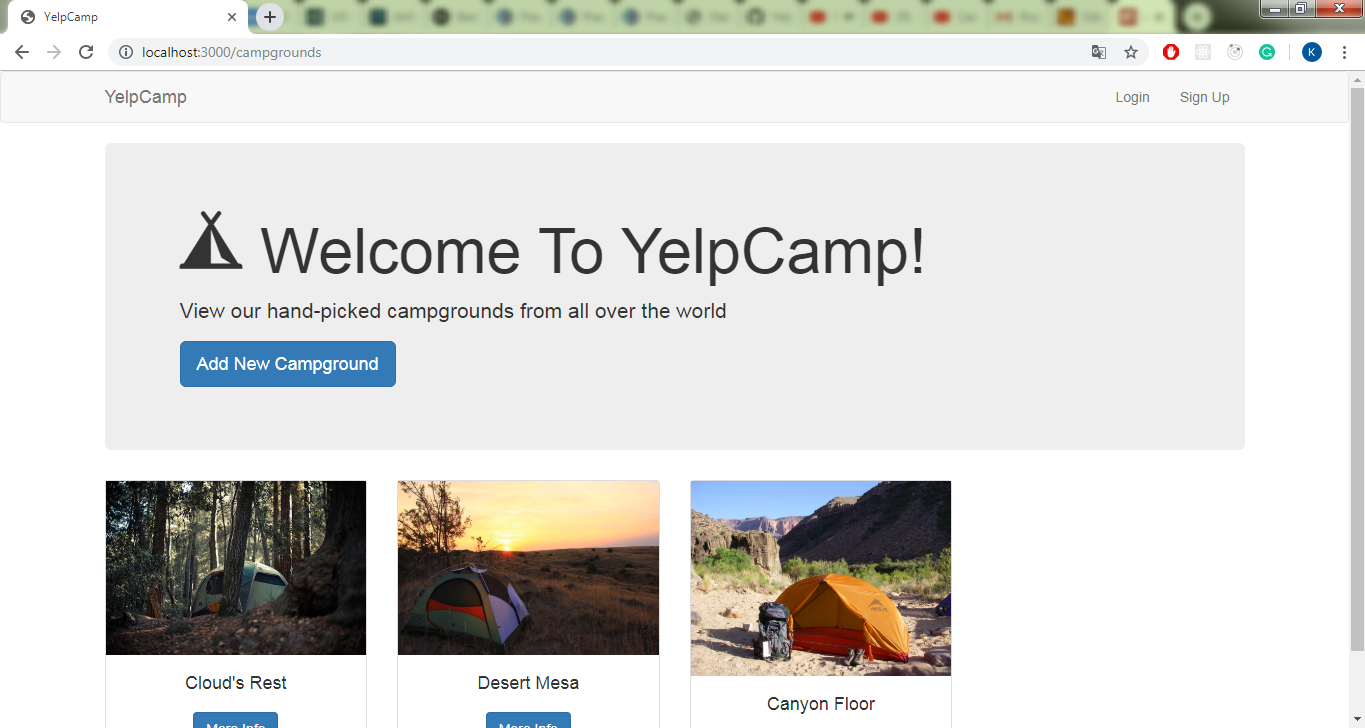 YelpCamp
localhost:3000/campgrounds
K
YelpCamp
Login
Sign Up
Welcome To YelpCamp!
View our hand-picked campgrounds from all over the world
Add New Campground
Cloud's Rest
Desert Mesa
Canyon Floor
More Info
More Info